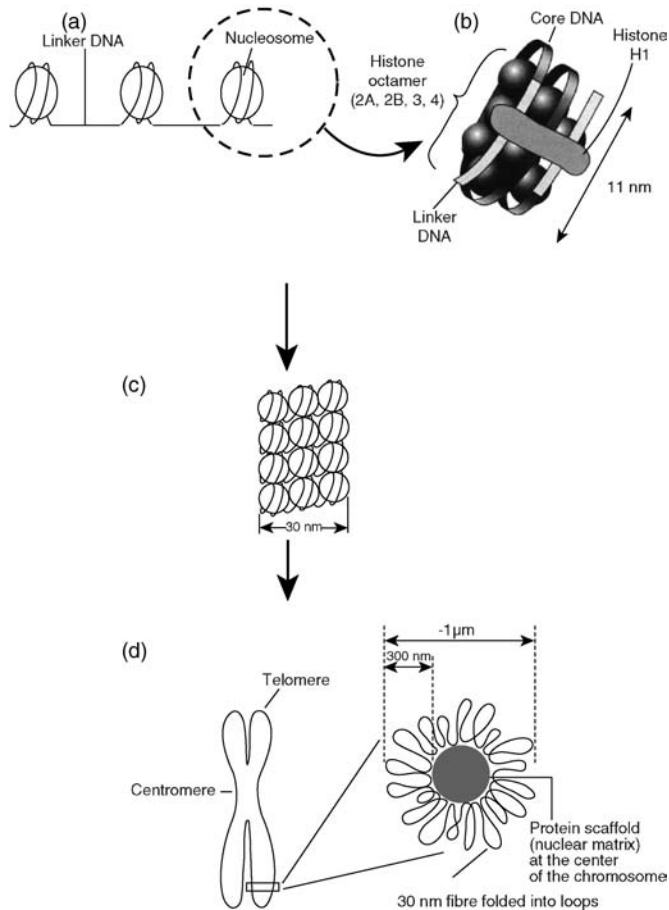 (a)
Linker DNA
Nucleosome
(b)
Core DNA
Histone
H1
Histone
octamer
(2A, 2B, 3, 4)
11 nm
Linker
DNA
(c)
30 nm
(d)
-1µm
300 nm
Telomere
Centromere
Protein scaffold
(nuclear matrix)
at the center
of the chromosome
30 nm fibre folded into loops